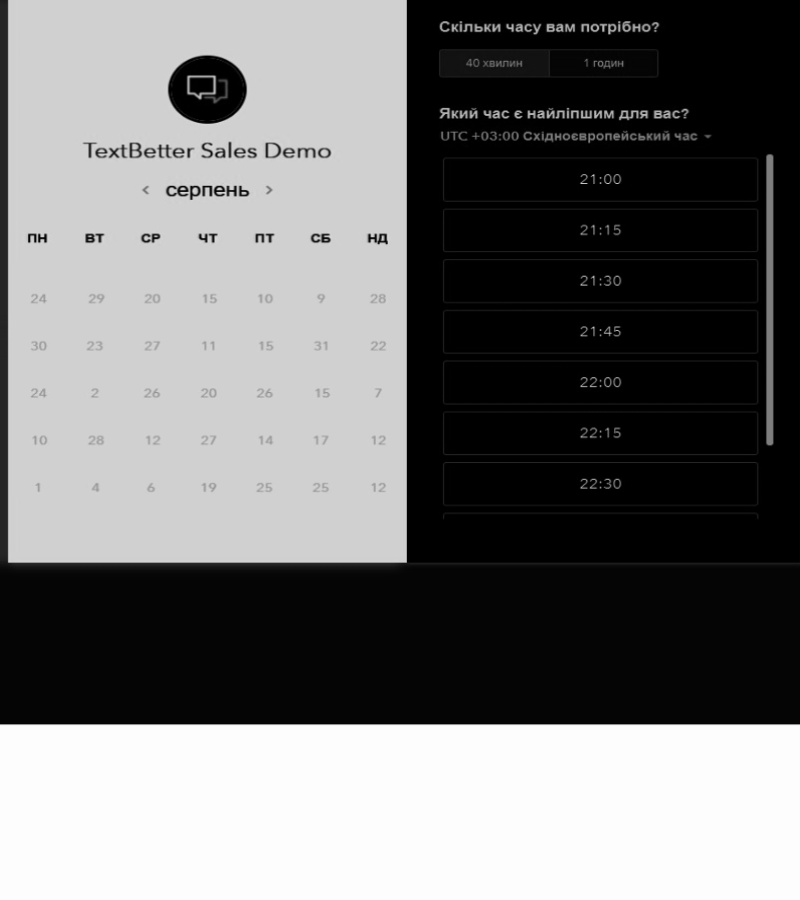 TextBetter Sales Demo
< серпень >
ПН ВТ СР ЧТ ПТ СБ НД
24 29 20 15 10 9 28
30 23 27 11 15 31 22
24 2 26 20 26 15 7
10 28 12 27 14 17 12
1 4 6 19 25 25 12
Скільки часу вам потрібно?
40 хвилин 1 годин
Який час є найліпшим для вас?
UTC +03:00 Східноєвропейський час
21:00
21:15
21:30
21:45
22:00
22:15
22:30